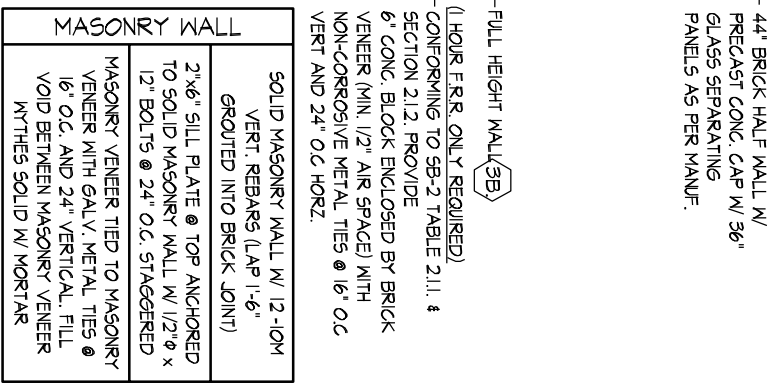 - 44" BRICK HALF WALL W/
PRECAST CONC. CAP W/ 36"
GLASS SEPARATING
PANELS AS PER MANUF.
- FULL HEIGHT WALL 3B.
(1 HOUR F.R.R. ONLY REQUIRED)
- CONFORMING TO SB-2 TABLE 2.1.1. &
SECTION 2.1.2. PROVIDE
6" CONC. BLOCK ENCLOSED BY BRICK
VENEER (MIN. 1/2" AIR SPACE) WITH
NON-CORROSIVE METAL TIES @ 16" O.C
VERT AND 24" O.C HORZ.
MASONRY WALL
SOLID MASONRY WALL W/ 12-10M
VERT. REBARS (LAP 1'-6"
GROUTED INTO BRICK JOINT)
2"x6" SILL PLATE @ TOP ANCHORED
TO SOLID MASONRY WALL W/ 1/2"Φ x
12" BOLTS @ 24" O.C. STAGGERED
MASONRY VENEER TIED TO MASONRY
VENEER WITH GALV. METAL TIES @
16" O.C. AND 24" VERTICAL. FILL
VOID BETWEEN MASONRY VENEER
WYTHES SOLID W/ MORTAR